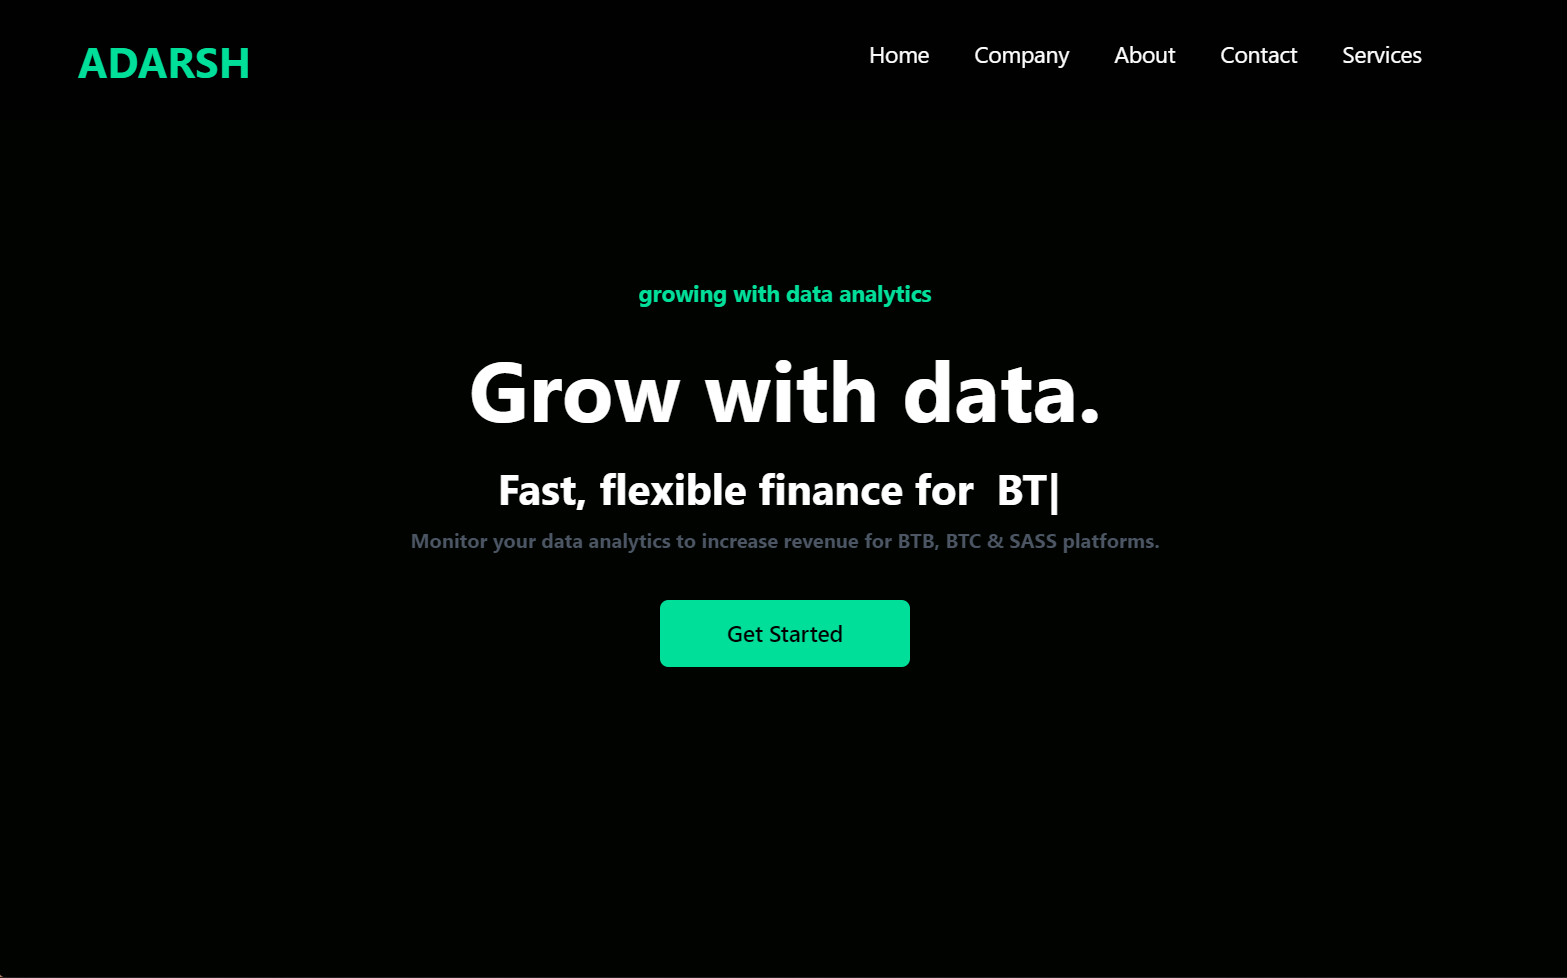 ADARSH
Home Company About Contact Services
growing with data analytics
Grow with data.
Fast, flexible finance for BT|
Monitor your data analytics to increase revenue for BTB, BTC & SASS platforms.
Get Started